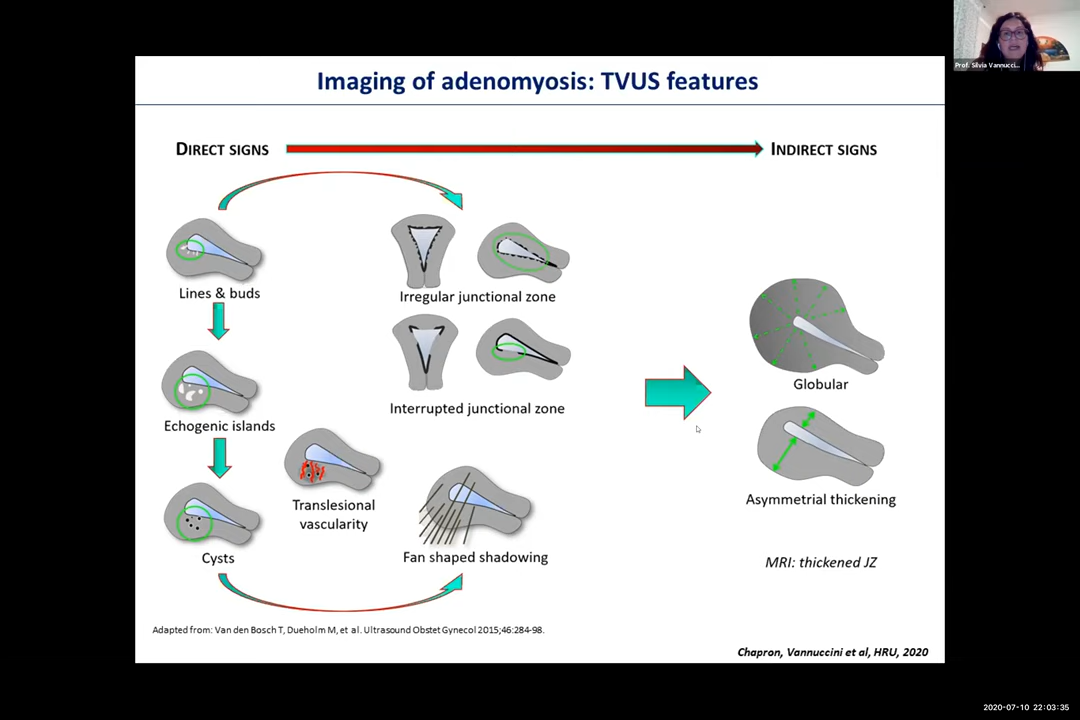 Prof. Silvia Vannucci...
Imaging of adenomyosis: TVUS features
DIRECT SIGNS
INDIRECT SIGNS
Lines & buds
Irregular junctional zone
Echogenic islands
Interrupted junctional zone
Globular
Translesional
vascularity
Asymmetrial thickening
Cysts
Fan shaped shadowing
MRI: thickened JZ
Adapted from: Van den Bosch T, Dueholm M, et al. Ultrasound Obstet Gynecol 2015;46:284-98.
Chapron, Vannuccini et al, HRU, 2020
2020-07-10 22:03:35